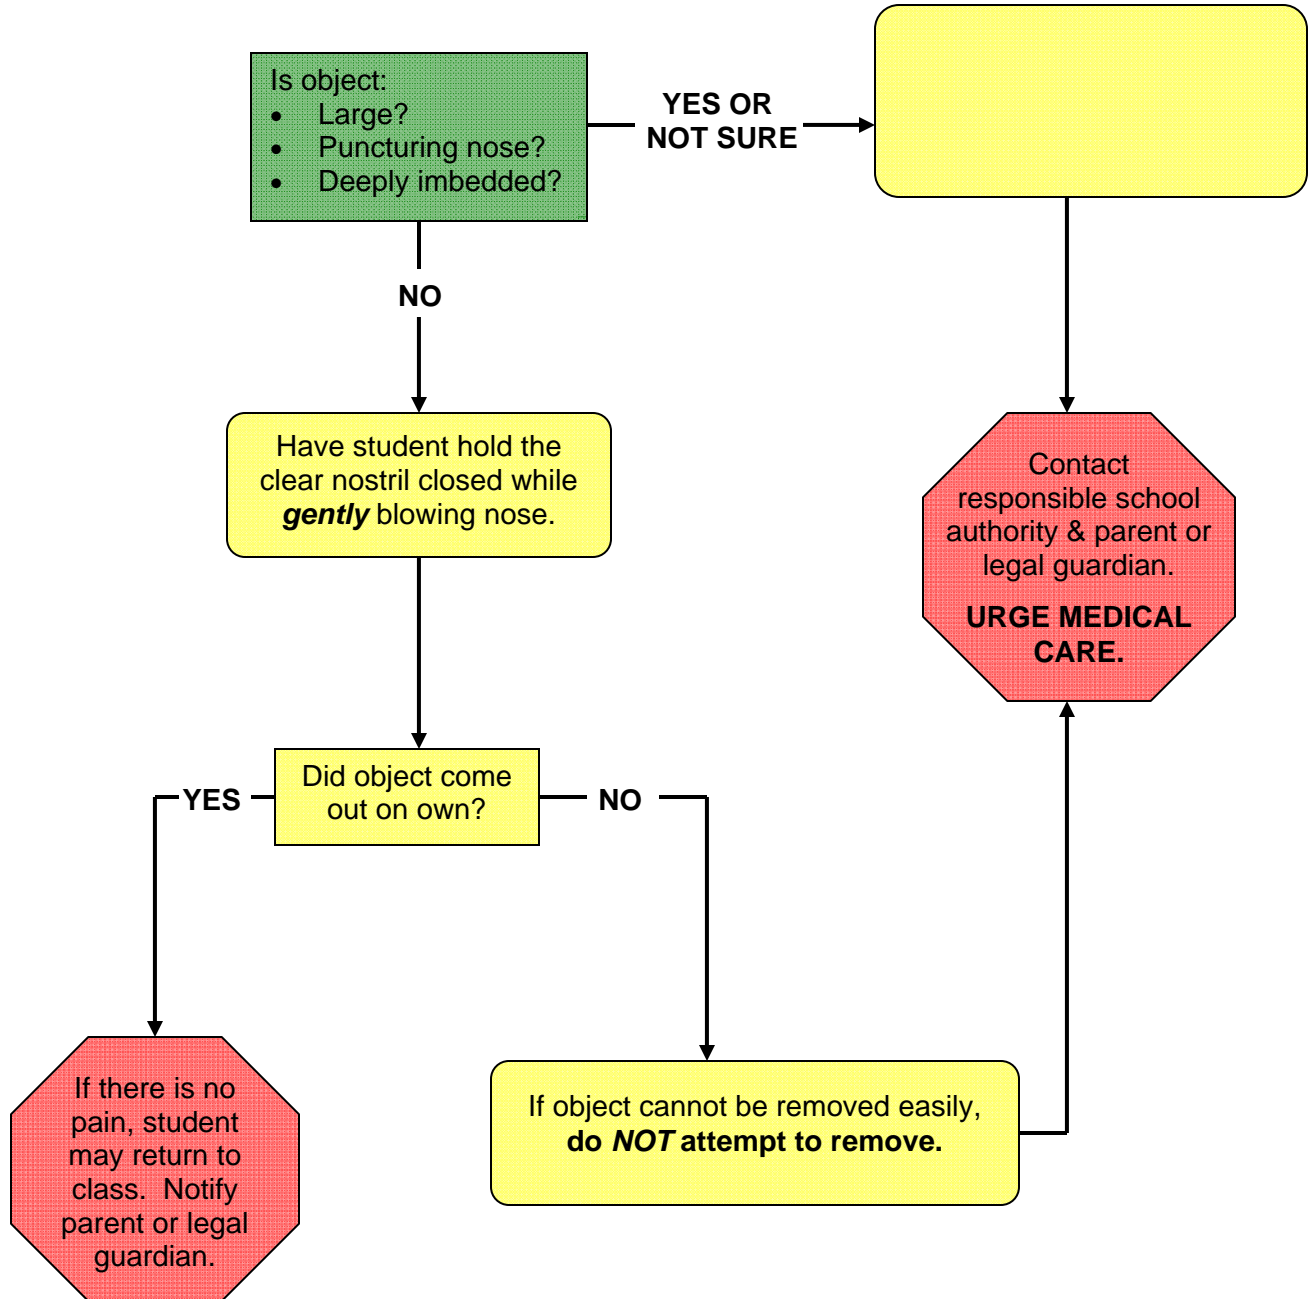 Is object:
• Large?
• Puncturing nose?
• Deeply imbedded?
YES OR
NOT SURE
NO
Have student hold the
clear nostril closed while
gently blowing nose.
Contact
responsible school
authority & parent or
legal guardian.
URGE MEDICAL
CARE.
Did object come
out on own?
YES
NO
If there is no
pain, student
may return to
class.  Notify
parent or legal
guardian.
If object cannot be removed easily,
do NOT attempt to remove.